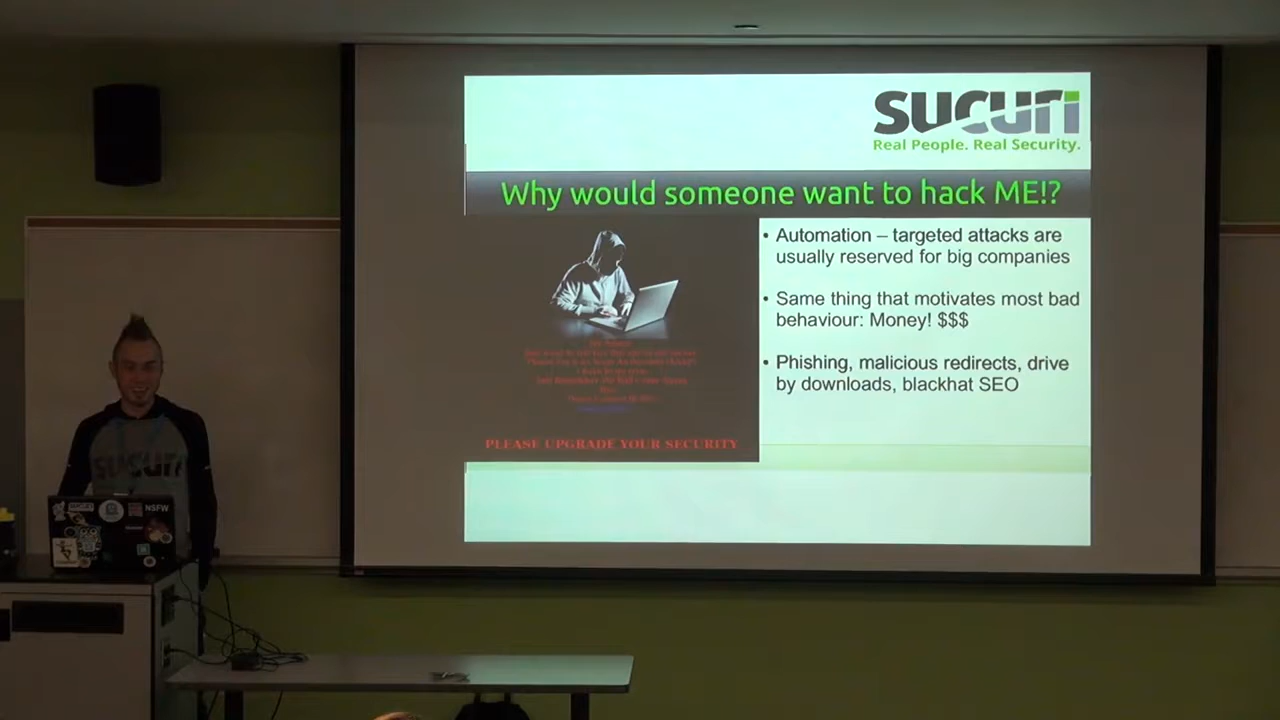 sucuri
Real People. Real Security.
Why would someone want to hack ME!?
• Automation – targeted attacks are
usually reserved for big companies
• Same thing that motivates most bad
behaviour: Money! $$$
• Phishing, malicious redirects, drive
by downloads, blackhat SEO
PLEASE UPGRADE YOUR SECURITY
sucuri
NSFW